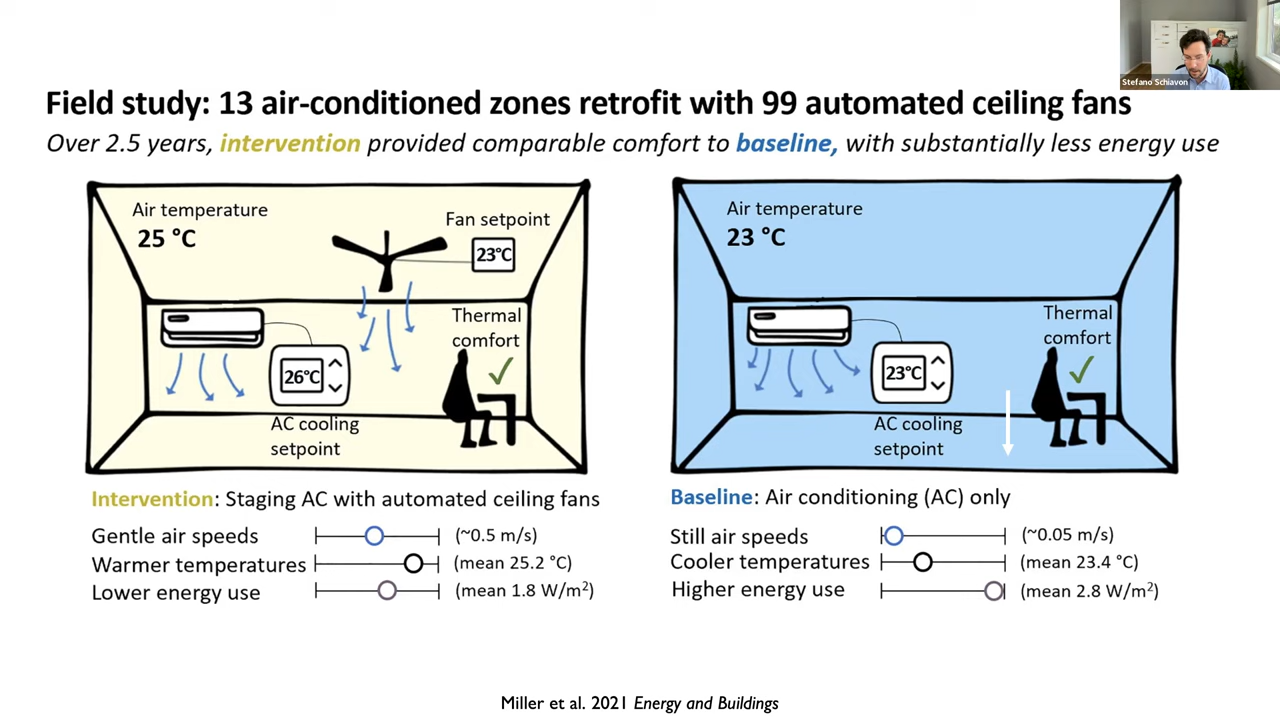 Stefano Schiavon
Field study: 13 air-conditioned zones retrofit with 99 automated ceiling fans
Over 2.5 years, intervention provided comparable comfort to baseline, with substantially less energy use
Air temperature
25 °C
Fan setpoint
23°C
Thermal
comfort
26°C
AC cooling
setpoint
Air temperature
23 °C
Thermal
comfort
23°C
AC cooling
setpoint
Intervention: Staging AC with automated ceiling fans
Gentle air speeds (~0.5 m/s)
Warmer temperatures (mean 25.2 °C)
Lower energy use (mean 1.8 W/m²)
Baseline: Air conditioning (AC) only
Still air speeds (~0.05 m/s)
Cooler temperatures (mean 23.4 °C)
Higher energy use (mean 2.8 W/m²)
Miller et al. 2021 Energy and Buildings